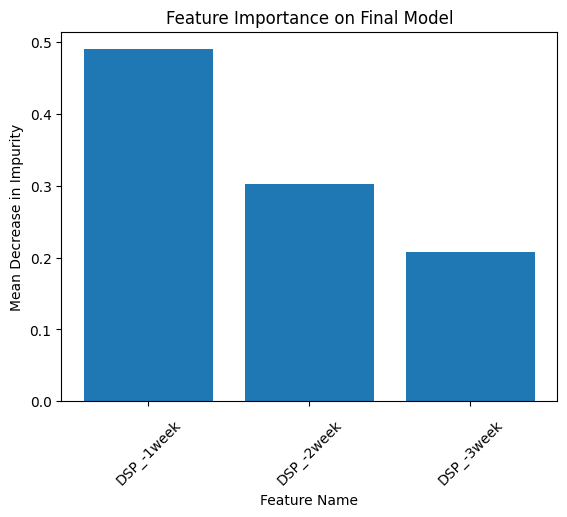 Feature Importance on Final Model
Mean Decrease in Impurity
0.5
0.4
0.3
0.2
0.1
0.0
DSP_-1week
DSP_-2week
DSP_-3week
Feature Name